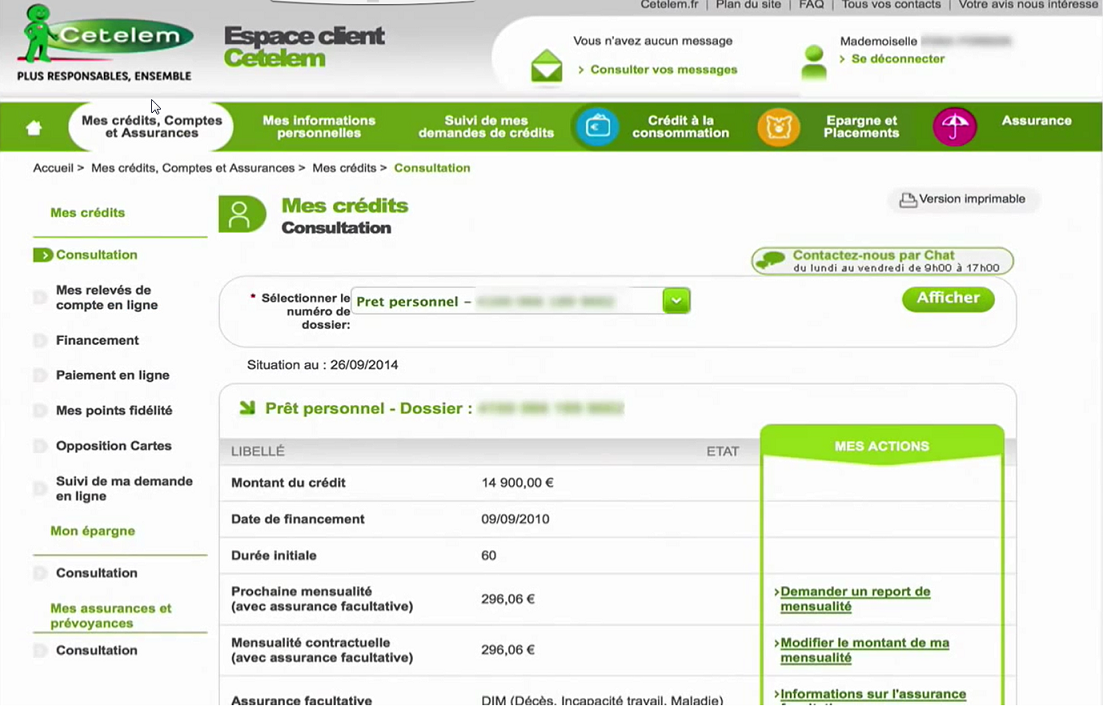 Cetelem.fr | Plan du site | FAQ | Tous vos contacts | Votre avis nous intéresse
Cetelem
PLUS RESPONSABLES, ENSEMBLE
Espace client
Cetelem
Vous n'avez aucun message
> Consulter vos messages
Mademoiselle
> Se déconnecter
Mes crédits, Comptes
et Assurances
Mes informations
personnelles
Suivi de mes
demandes de crédits
Crédit à la
consommation
Epargne et
Placements
Assurance
Accueil > Mes crédits, Comptes et Assurances > Mes crédits > Consultation
Mes crédits
Consultation
Mes relevés de
compte en ligne
Financement
Paiement en ligne
Mes points fidélité
Opposition Cartes
Suivi de ma demande
en ligne
Mon épargne
Consultation
Mes assurances et
prévoyances
Consultation
Mes crédits
Consultation
Version imprimable
Contactez-nous par Chat
du lundi au vendredi de 9h00 à 17h00
* Sélectionner le
numéro de
dossier:
Pret personnel –
Afficher
Situation au : 26/09/2014
Prêt personnel - Dossier :
LIBELLÉ ETAT
MES ACTIONS
Montant du crédit 14 900,00 €
Date de financement 09/09/2010
Durée initiale 60
Prochaine mensualité
(avec assurance facultative) 296,06 €
>Demander un report de
mensualité
Mensualité contractuelle
(avec assurance facultative) 296,06 €
>Modifier le montant de ma
mensualité
Assurance facultative DIM (Décès, Incapacité travail, Maladie)
>Informations sur l'assurance